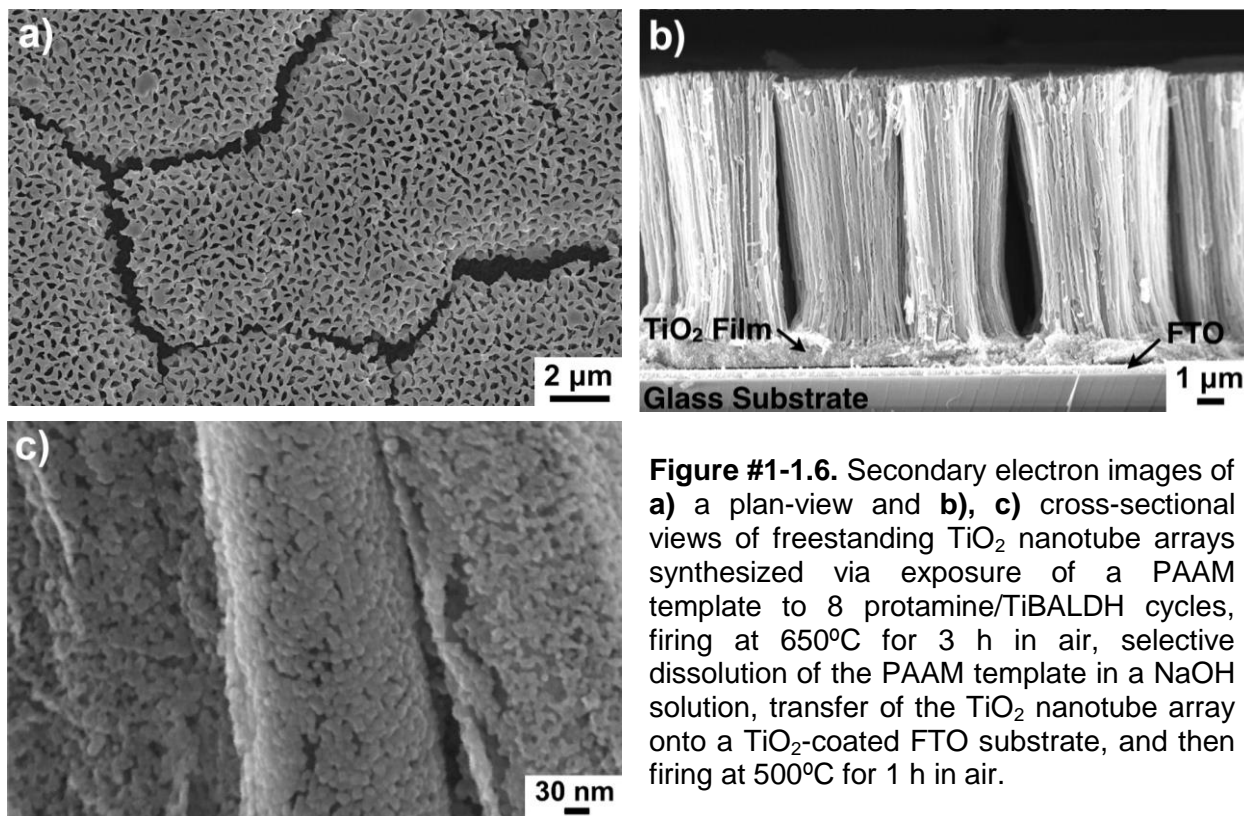 a)
2 μm
b)
TiO₂ Film
FTO
Glass Substrate
1 μm
c)
30 nm
Figure #1-1.6. Secondary electron images of
a) a plan-view and b), c) cross-sectional
views of freestanding TiO₂ nanotube arrays
synthesized via exposure of a PAAM
template to 8 protamine/TiBALDH cycles,
firing at 650ºC for 3 h in air, selective
dissolution of the PAAM template in a NaOH
solution, transfer of the TiO₂ nanotube array
onto a TiO₂-coated FTO substrate, and then
firing at 500ºC for 1 h in air.